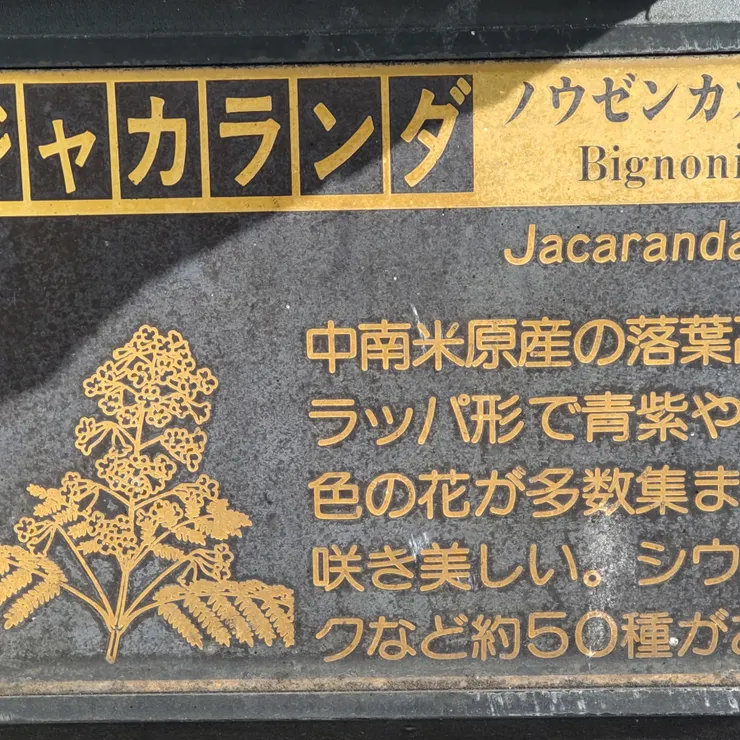 ジャカランダ
ノウゼンカズ
Bignoni
Jacaranda
中南米原産の落葉高
ラッパ形で青紫や
色の花が多数集ま
咲き美しい。シウ
クなど約50種があ